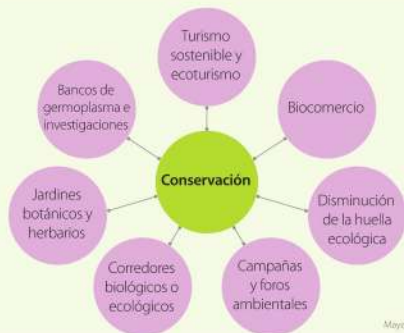 Turismo
sostenible y
ecoturismo
Biocomercio
Disminución
de la huella
ecológica
Campañas
y foros
ambientales
Corredores
biológicos o
ecológicos
Jardines
botánicos y
herbarios
Bancos de
germoplasma e
investigaciones
Conservación